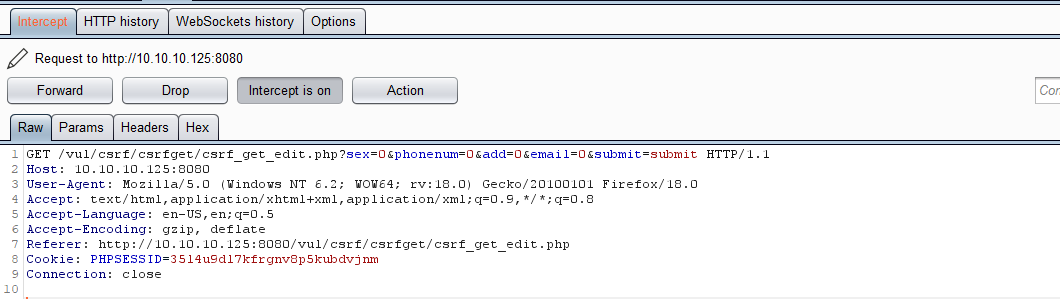 Intercept HTTP history WebSockets history Options
Request to http://10.10.10.125:8080
Forward Drop Intercept is on Action
Raw Params Headers Hex
1 GET /vul/csrf/csrfget/csrf_get_edit.php?sex=0&phonenum=0&add=0&email=0&submit=submit HTTP/1.1
2 Host: 10.10.10.125:8080
3 User-Agent: Mozilla/5.0 (Windows NT 6.2; WOW64; rv:18.0) Gecko/20100101 Firefox/18.0
4 Accept: text/html,application/xhtml+xml,application/xml;q=0.9,*/*;q=0.8
5 Accept-Language: en-US,en;q=0.5
6 Accept-Encoding: gzip, deflate
7 Referer: http://10.10.10.125:8080/vul/csrf/csrfget/csrf_get_edit.php
8 Cookie: PHPSESSID=3514u9dl7kfrgnv8p5kubdvjnm
9 Connection: close
10